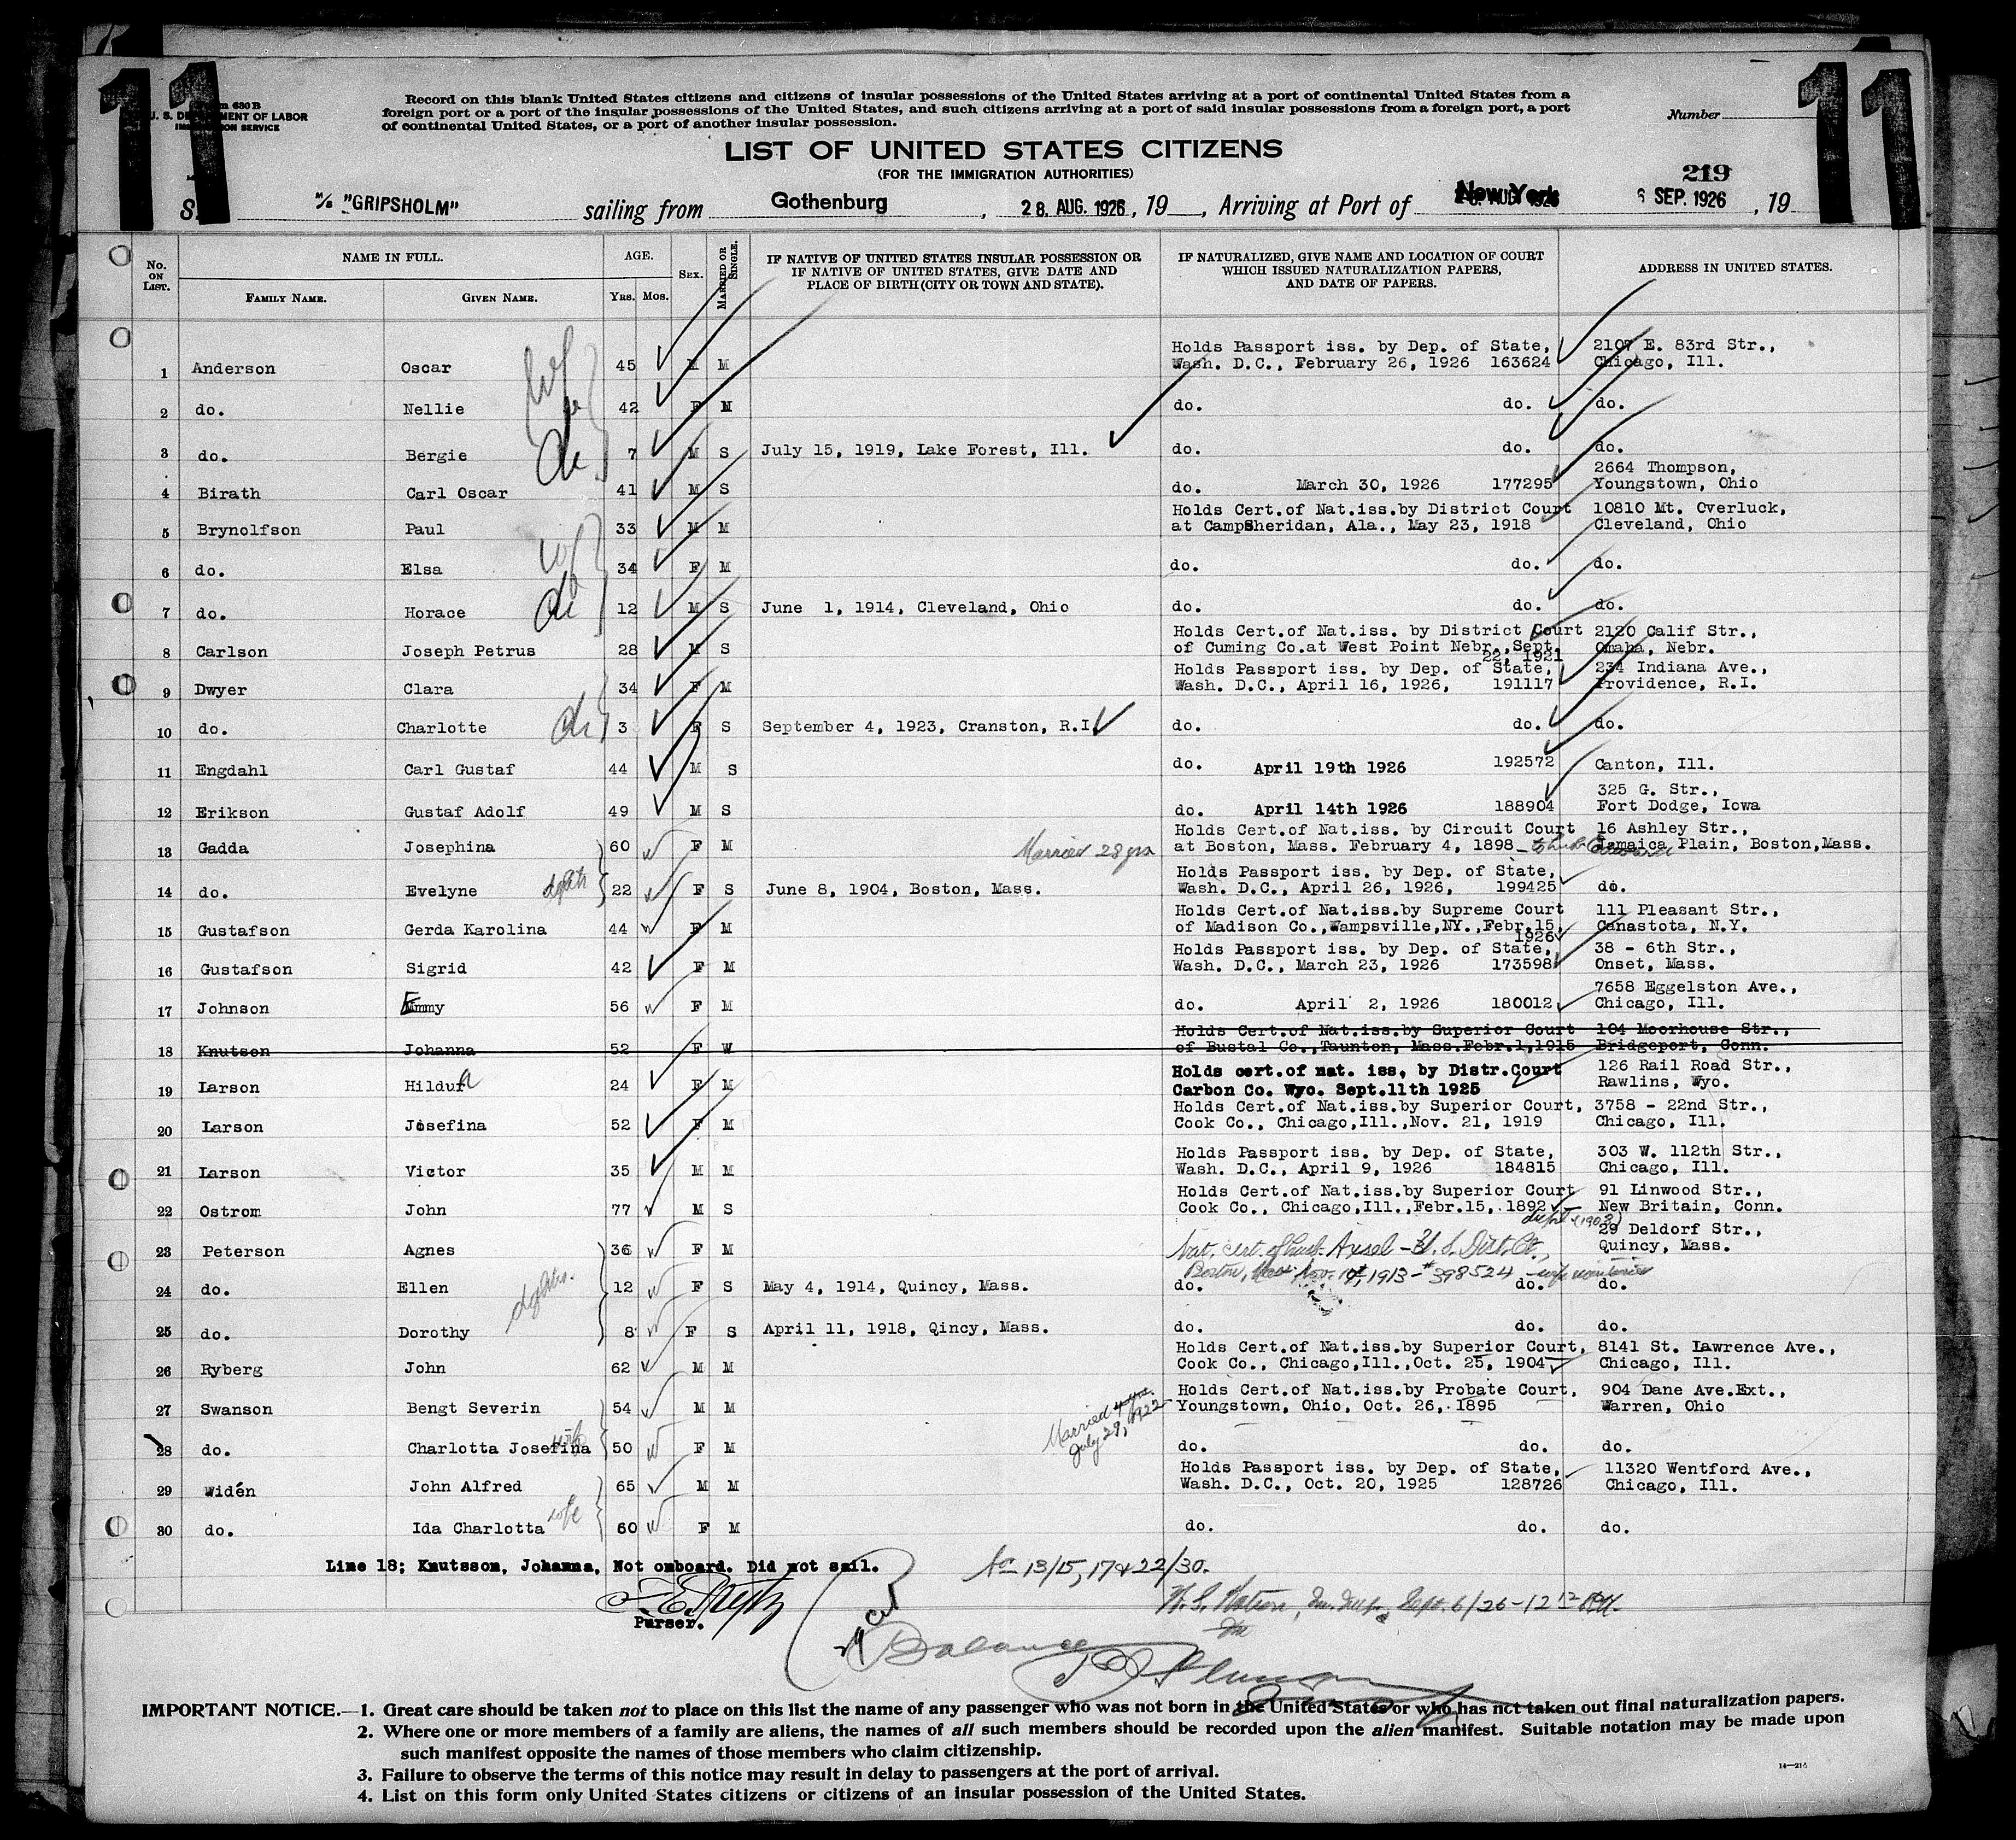 11
11
Form 630 B
U. S. DEPARTMENT OF LABOR
IMMIGRATION SERVICE
Record on this blank United States citizens and citizens of insular possessions of the United States arriving at a port of continental United States from a
foreign port or a port of the insular possessions of the United States, and such citizens arriving at a port of said insular possessions from a foreign port, a port
of continental United States, or a port of another insular possession.
Number
LIST OF UNITED STATES CITIZENS
(FOR THE IMMIGRATION AUTHORITIES)
219
S. M/S "GRIPSHOLM" sailing from Gothenburg, 28. AUG. 1926, 19 , Arriving at Port of New York 6 SEP. 1926, 19
No. ON LIST. NAME IN FULL. FAMILY NAME. GIVEN NAME. AGE. YRS. MOS. SEX. MARRIED OR SINGLE. IF NATIVE OF UNITED STATES INSULAR POSSESSION OR IF NATIVE OF UNITED STATES, GIVE DATE AND PLACE OF BIRTH (CITY OR TOWN AND STATE). IF NATURALIZED, GIVE NAME AND LOCATION OF COURT WHICH ISSUED NATURALIZATION PAPERS, AND DATE OF PAPERS. ADDRESS IN UNITED STATES.
Holds Passport iss. by Dep. of State, 2107 E. 83rd Str.,
1 Anderson Oscar 45 M M Wash. D.C., February 26, 1926 163624 Chicago, Ill.
2 do. Nellie 42 F M do. do. do.
3 do. Bergie 7 M S July 15, 1919, Lake Forest, Ill. do. do. do.
2664 Thompson,
4 Birath Carl Oscar 41 M S do. March 30, 1926 177295 Youngstown, Ohio
Holds Cert.of Nat.iss.by District Court 10810 Mt. Overluck,
5 Brynolfson Paul 33 M M at CampSheridan, Ala., May 23, 1918 Cleveland, Ohio
6 do. Elsa 34 F M do. do. do.
7 do. Horace 12 M S June 1, 1914, Cleveland, Ohio do. do. do.
Holds Cert.of Nat.iss. by District Court 2120 Calif Str.,
8 Carlson Joseph Petrus 28 M S of Cuming Co.at West Point Nebr.,Sept. 22, 1921 Omaha, Nebr.
Holds Passport iss. by Dep. of State, 234 Indiana Ave.,
9 Dwyer Clara 34 F M Wash. D.C., April 16, 1926, 191117 Providence, R.I.
10 do. Charlotte 3 F S September 4, 1923, Cranston, R.I. do. do. do.
11 Engdahl Carl Gustaf 44 M S do. April 19th 1926 192572 Canton, Ill.
325 G. Str.,
12 Erikson Gustaf Adolf 49 M S do. April 14th 1926 188904 Fort Dodge, Iowa
Holds Cert.of Nat.iss. by Circuit Court 16 Ashley Str.,
13 Gadda Josephina 60 F M Married 28 yrs at Boston, Mass. February 4, 1898 Jamaica Plain, Boston,Mass.
Holds Passport iss. by Dep. of State,
14 do. Evelyne 22 F S June 8, 1904, Boston, Mass. Wash. D.C., April 26, 1926, 199425 do.
Holds Cert.of Nat.iss.by Supreme Court 111 Pleasant Str.,
15 Gustafson Gerda Karolina 44 F M of Madison Co.,Wampsville,NY.,Febr.15, 1926 Canastota, N.Y.
Holds Passport iss. by Dep. of State, 38 - 6th Str.,
16 Gustafson Sigrid 42 F M Wash. D.C., March 23, 1926 173598 Onset, Mass.
7658 Eggelston Ave.,
17 Johnson Emmy 56 F M do. April 2, 1926 180012 Chicago, Ill.
Holds Cert.of Nat.iss.by Superior Court 104 Moorhouse Str.,
18 Knutson Johanna 52 F W of Bustal Co.,Taunton, Mass.Febr.1,1915 Bridgeport, Conn.
Holds cert.of nat. iss, by Distr.Court 126 Rail Road Str.,
19 Larson Hildur 24 F M Carbon Co. Wyo. Sept.11th 1925 Rawlins, Wyo.
Holds Cert.of Nat.iss.by Superior Court, 3758 - 22nd Str.,
20 Larson Josefina 52 F M Cook Co., Chicago,Ill.,Nov. 21, 1919 Chicago, Ill.
Holds Passport iss. by Dep. of State, 303 W. 112th Str.,
21 Larson Victor 35 M M Wash. D.C., April 9, 1926 184815 Chicago, Ill.
Holds Cert.of Nat.iss.by Superior Court 91 Linwood Str.,
22 Ostrom John 77 M S Cook Co., Chicago,Ill.,Febr.15, 1892 New Britain, Conn.
(1902) 29 Deldorf Str.,
23 Peterson Agnes 36 F M Nat. cert. of husb. Axsel - U. S. Dist. Ct., Quincy, Mass.
Boston, Mass. Nov. 1913 - #398524
24 do. Ellen 12 F S May 4, 1914, Quincy, Mass. do. do. do.
25 do. Dorothy 8 F S April 11, 1918, Qincy, Mass. do. do. do.
Holds Cert.of Nat.iss.by Superior Court, 8141 St. Lawrence Ave.,
26 Ryberg John 62 M M Cook Co., Chicago,Ill.,Oct. 25, 1904 Chicago, Ill.
Holds Cert.of Nat.iss.by Probate Court, 904 Dane Ave.Ext.,
27 Swanson Bengt Severin 54 M M Youngstown, Ohio, Oct. 26, 1895 Warren, Ohio
28 do. Charlotta Josefina wife 50 F M Married July 29, 1922 do. do. do.
Holds Passport iss. by Dep. of State, 11320 Wentford Ave.,
29 Widén John Alfred 65 M M Wash. D.C., Oct. 20, 1925 128726 Chicago, Ill.
30 do. Ida Charlotta wife 60 F M do. do. do.
Line 18; Knutsson, Johanna, Not onboard. Did not sail.
No 13/15, 17 & 22/30.
Purser.
Sept. 6/26
Balance
IMPORTANT NOTICE.—1. Great care should be taken not to place on this list the name of any passenger who was not born in the United States or who has not taken out final naturalization papers.
2. Where one or more members of a family are aliens, the names of all such members should be recorded upon the alien manifest. Suitable notation may be made upon
such manifest opposite the names of those members who claim citizenship.
3. Failure to observe the terms of this notice may result in delay to passengers at the port of arrival.
4. List on this form only United States citizens or citizens of an insular possession of the United States.
14—214